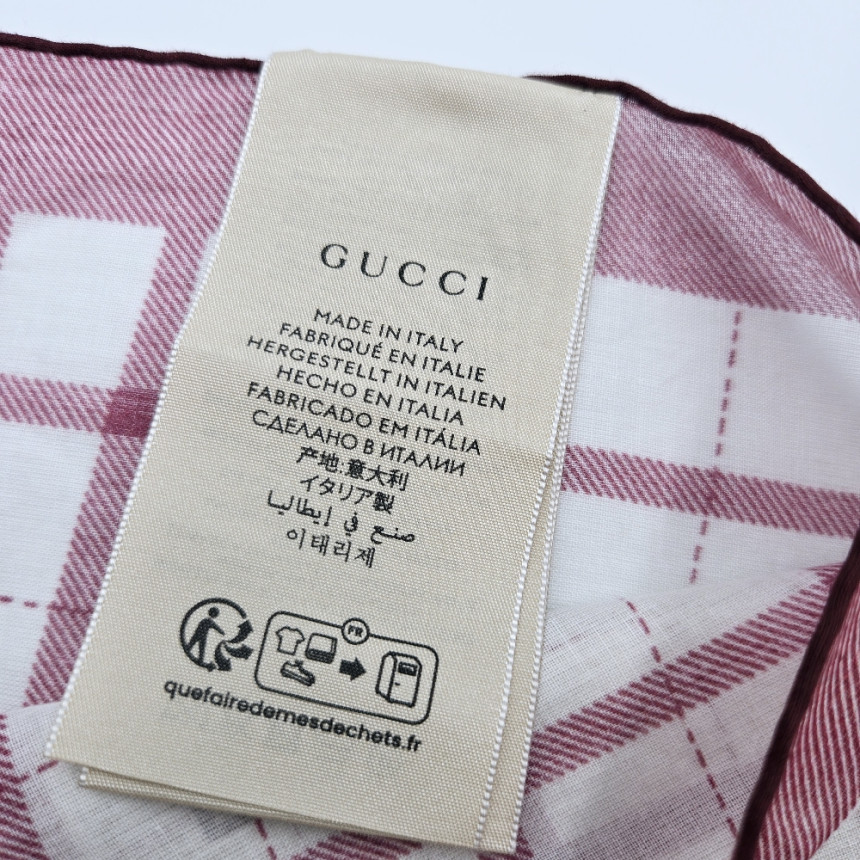 GUCCI
MADE IN ITALY
FABRIQUÉ EN ITALIE
HERGESTELLT IN ITALIEN
HECHO EN ITALIA
FABRICADO EM ITÁLIA
СДЕЛАНО В ИТАЛИИ
产地:意大利
イタリア製
صنع في إيطاليا
이태리제
FR
quefairedemesdechets.fr